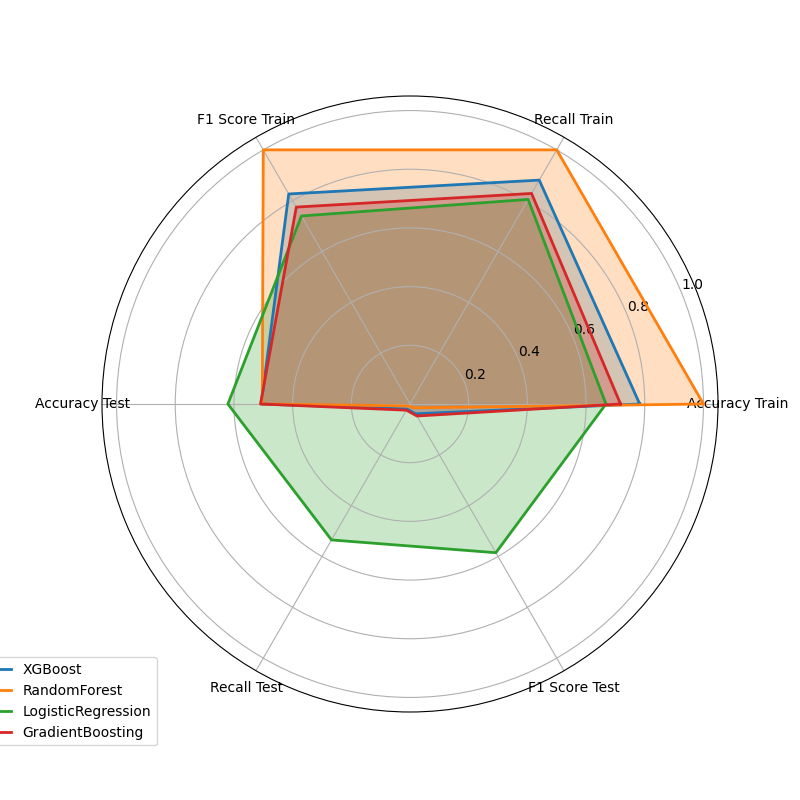 F1 Score Train
Recall Train
1.0
0.8
0.6
0.4
0.2
Accuracy Test
Accuracy Train
Recall Test
F1 Score Test
XGBoost
RandomForest
LogisticRegression
GradientBoosting